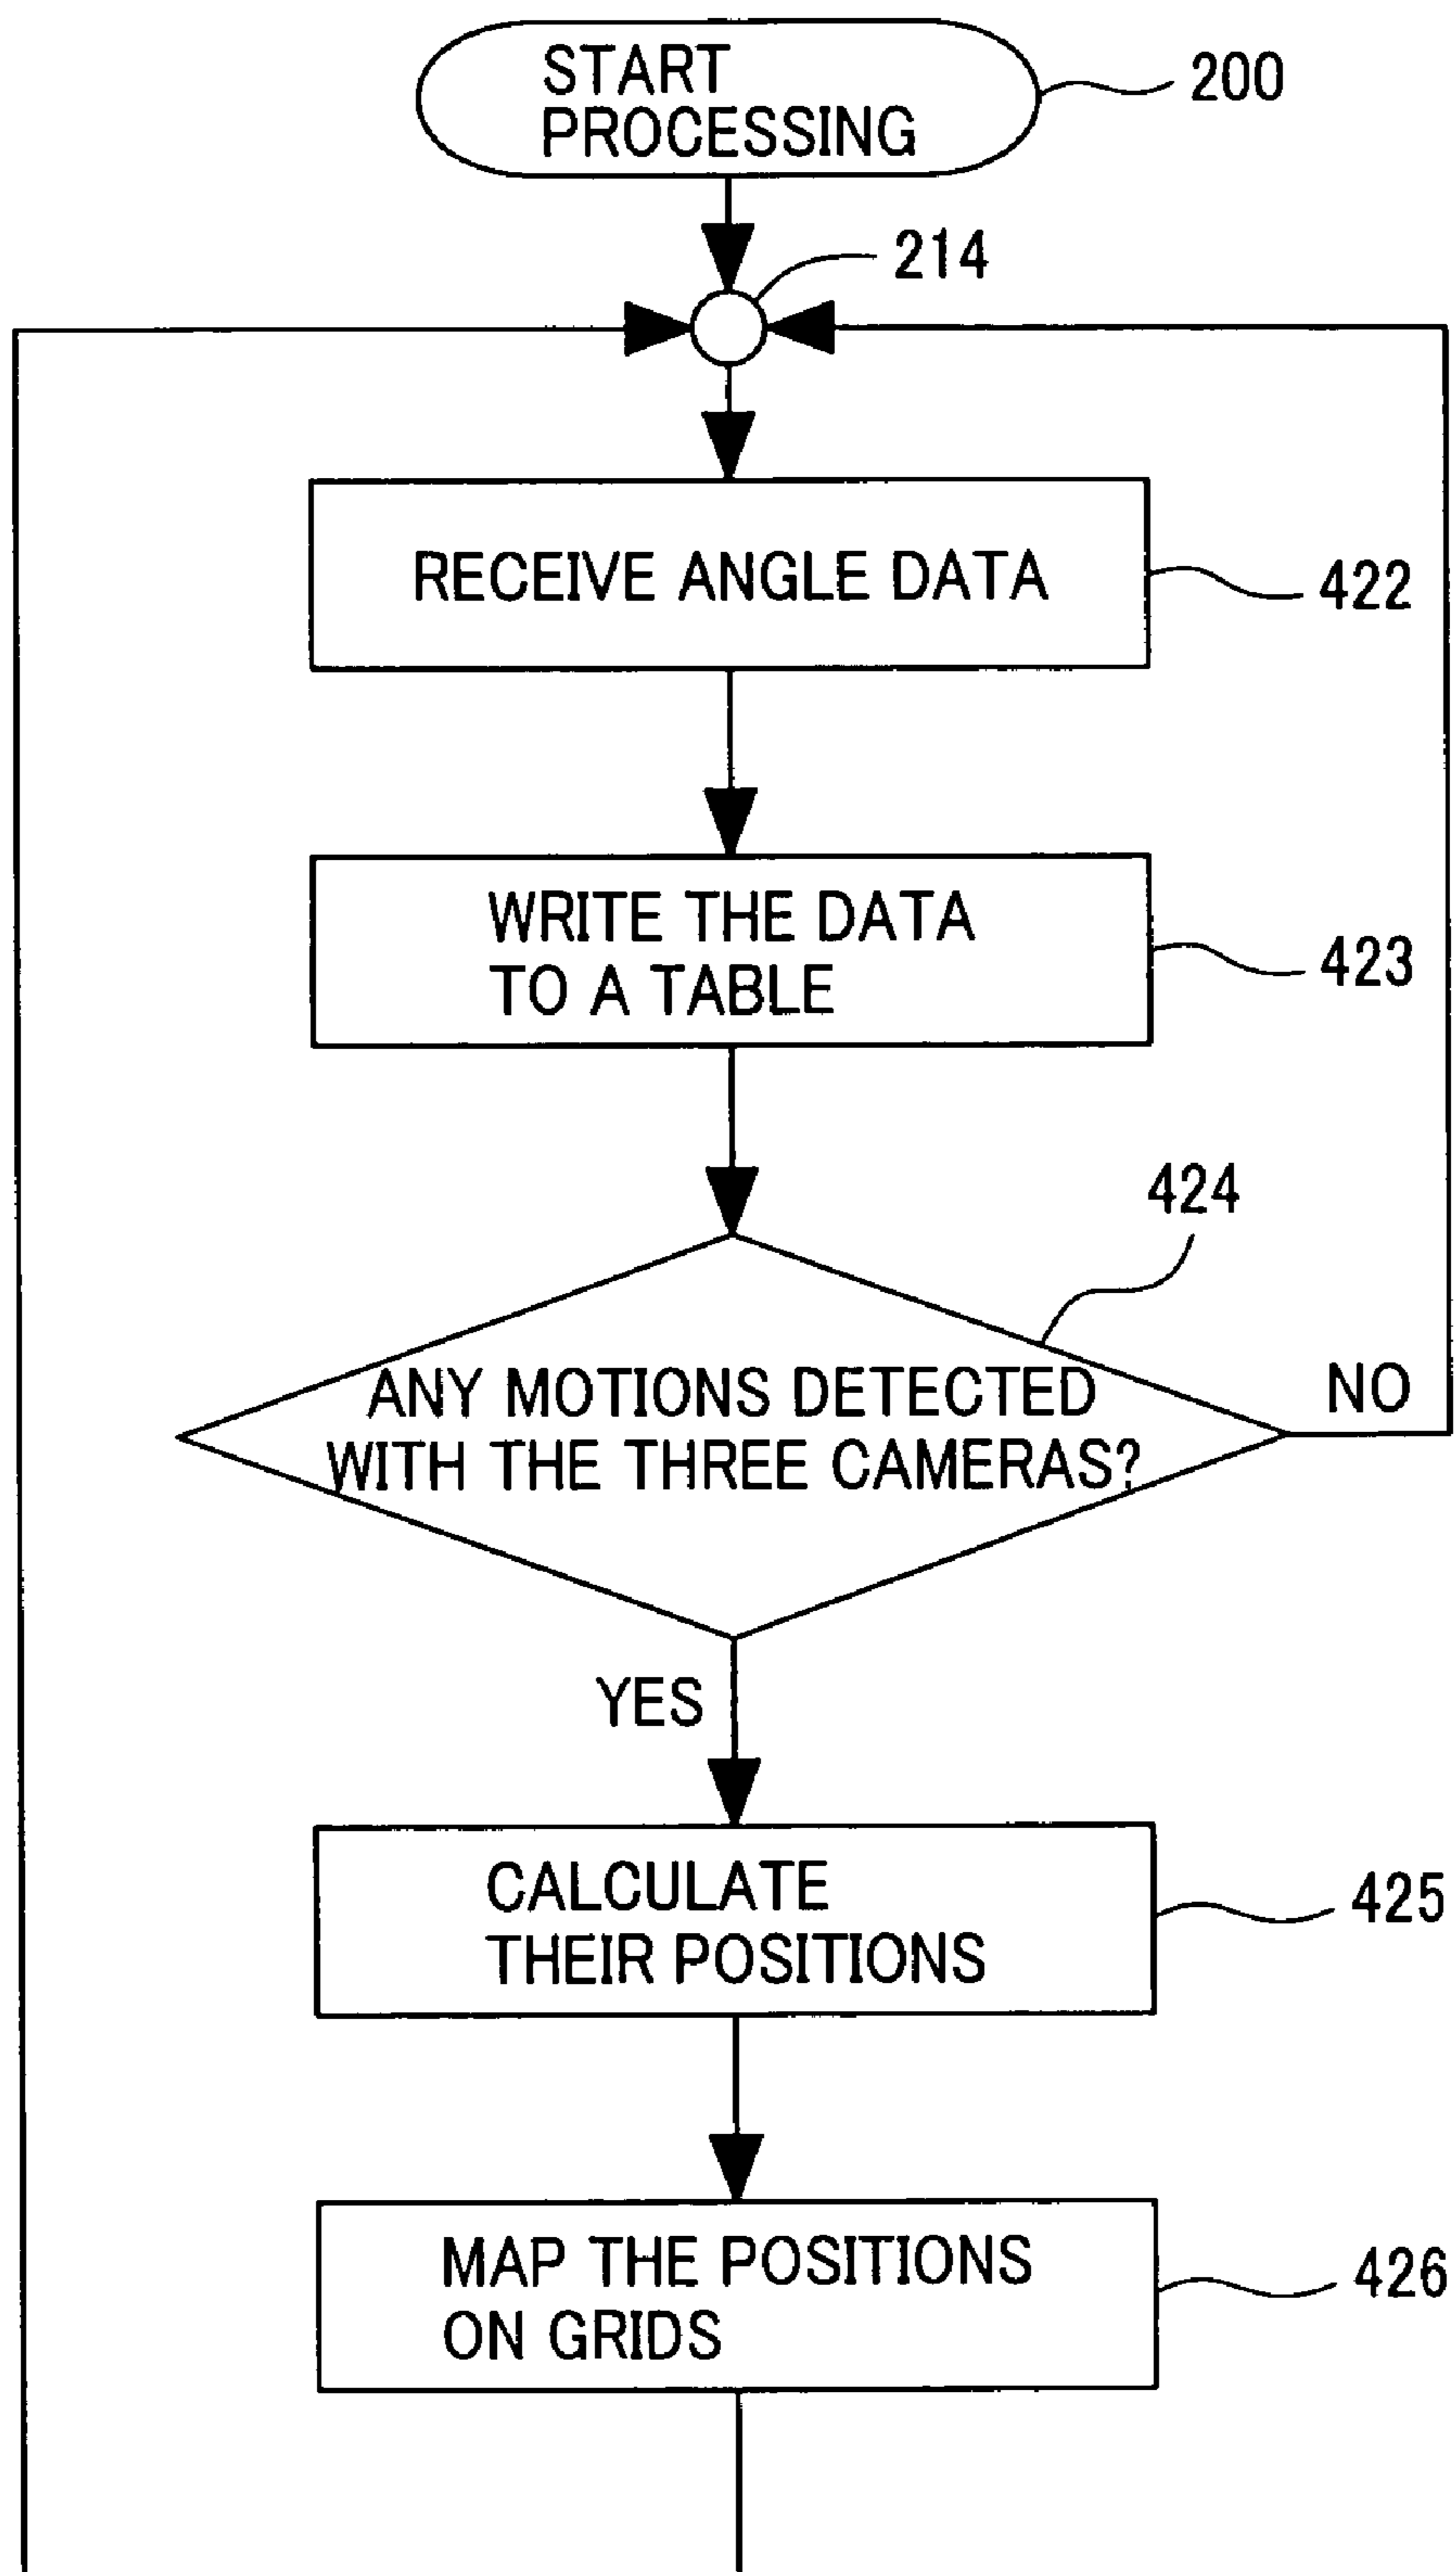 START
PROCESSING
200
214
RECEIVE ANGLE DATA
422
WRITE THE DATA
TO A TABLE
423
424
ANY MOTIONS DETECTED
WITH THE THREE CAMERAS?
NO
YES
CALCULATE
THEIR POSITIONS
425
MAP THE POSITIONS
ON GRIDS
426